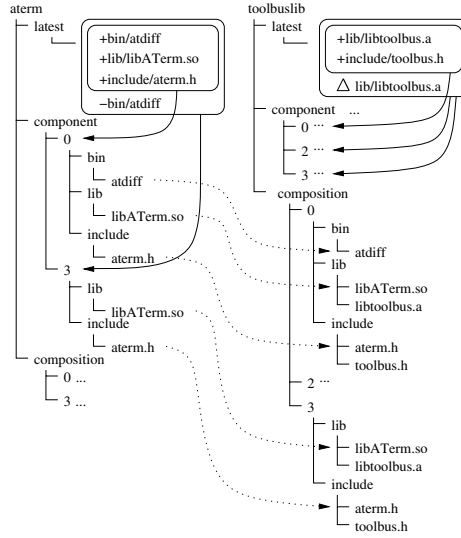 aterm
latest
+bin/atdiff
+lib/libATerm.so
+include/aterm.h
−bin/atdiff
component
0
bin
atdiff
lib
libATerm.so
include
aterm.h
3
lib
libATerm.so
include
aterm.h
composition
0 ...
3 ...
toolbuslib
latest
+lib/libtoolbus.a
+include/toolbus.h
△ lib/libtoolbus.a
component ...
0 ...
2 ...
3 ...
composition
0
bin
atdiff
lib
libATerm.so
libtoolbus.a
include
aterm.h
toolbus.h
2 ...
3
lib
libATerm.so
libtoolbus.a
include
aterm.h
toolbus.h